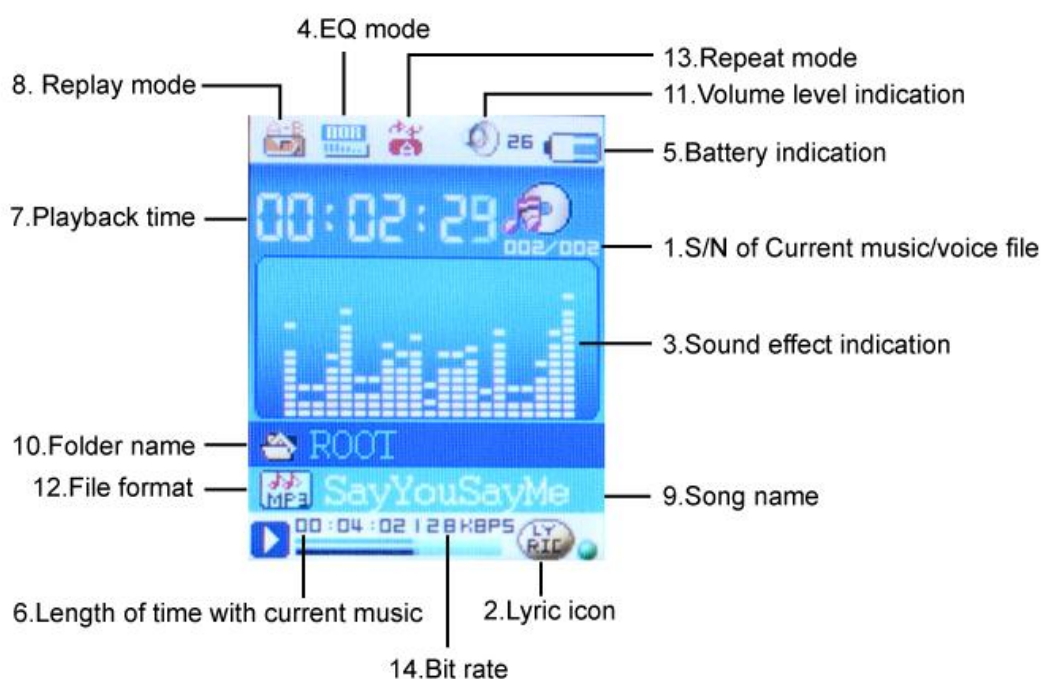 4.EQ mode
13.Repeat mode
8. Replay mode
11.Volume level indication
A-B
26
5.Battery indication
7.Playback time
00:02:29
002/002
1.S/N of Current music/voice file
3.Sound effect indication
10.Folder name
ROOT
12.File format
MP3
SayYouSayMe
9.Song name
00:04:02 128KBPS
LY
RIC
6.Length of time with current music
2.Lyric icon
14.Bit rate